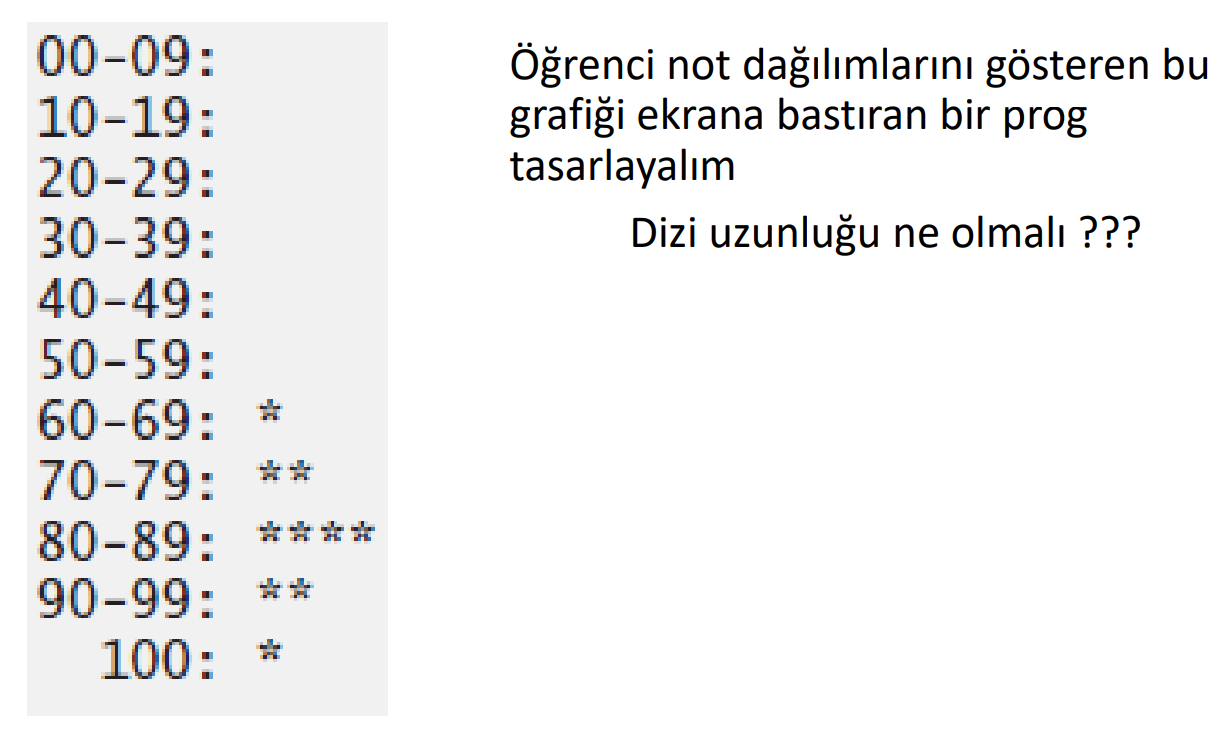 00-09:
10-19:
20-29:
30-39:
40-49:
50-59:
60-69: *
70-79: **
80-89: ****
90-99: **
100: *
Öğrenci not dağılımlarını gösteren bu
grafiği ekrana bastıran bir prog
tasarlayalım
Dizi uzunluğu ne olmalı ???